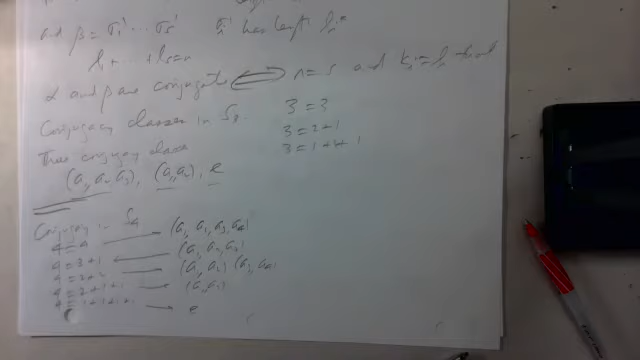 and β = σ₁' ... σₛ' σᵢ' has length lᵢ
l₁ + ... + lₛ = n
α and β are conjugate ⟺ r = s and kᵢ = lᵢ
Conjugacy classes in S₃. 3 = 3
3 = 2+1
Three conjugacy classes 3 = 1+1+1
(a₁ a₂ a₃), (a₁ a₂), e
Conjugacy in S₄
4 = 4 (a₁ a₂ a₃ a₄)
4 = 3+1 (a₁ a₂ a₃)
4 = 2+2 (a₁ a₂) (a₃ a₄)
4 = 2+1+1 (a₁ a₂)
4 = 1+1+1+1 e